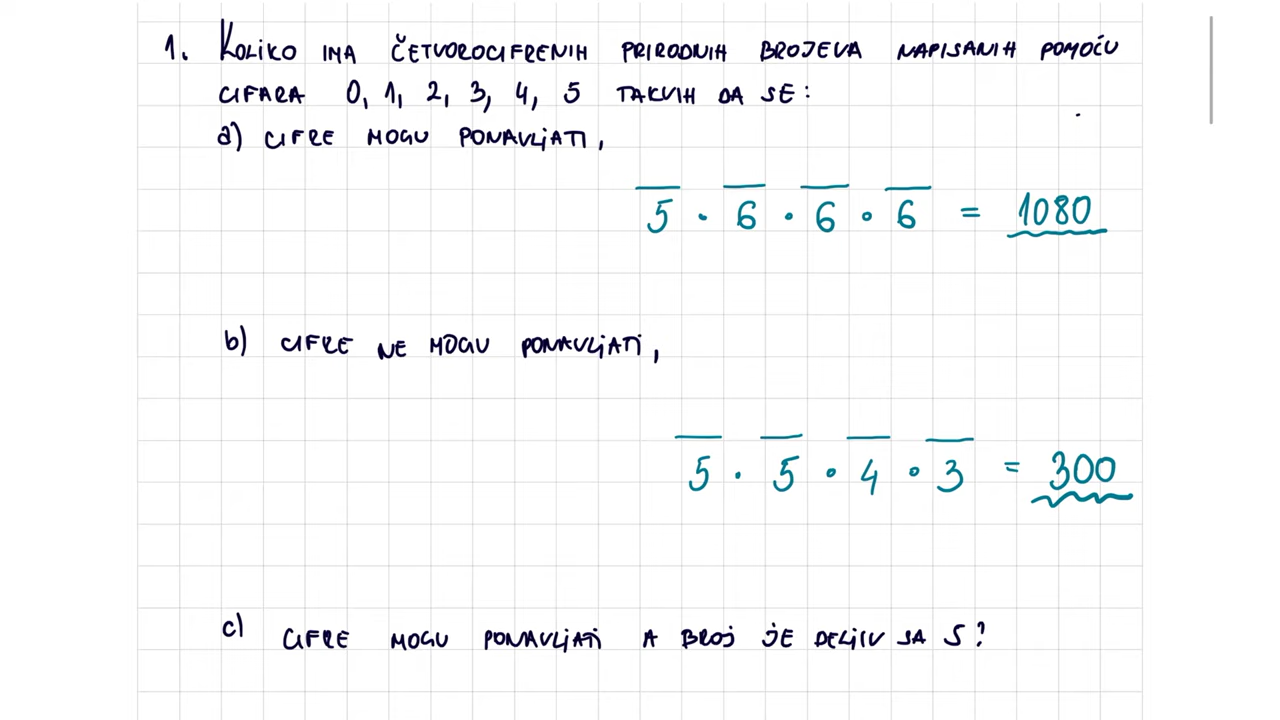 1. KOLIKO IMA ČETVOROCIFRENIH PRIRODNIH BROJEVA NAPISANIH POMOĆU
CIFARA 0, 1, 2, 3, 4, 5 TAKVIH DA SE:
a) CIFRE MOGU PONAVLJATI,
5 · 6 · 6 · 6 = 1080
b) CIFRE NE MOGU PONAVLJATI,
5 · 5 · 4 · 3 = 300
c) CIFRE MOGU PONAVLJATI A BROJ JE DELJIV SA 5?